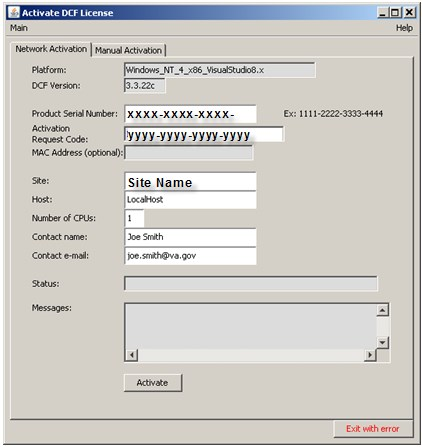 Activate DCF License
Main Help
Network Activation Manual Activation
Platform: Windows_NT_4_x86_VisualStudio8.x
DCF Version: 3.3.22c
Product Serial Number: xxxx-xxxx-xxxx- Ex: 1111-2222-3333-4444
Activation
Request Code: yyyy-yyyy-yyyy-yyyy
MAC Address (optional):
Site: Site Name
Host: LocalHost
Number of CPUs: 1
Contact name: Joe Smith
Contact e-mail: joe.smith@va.gov
Status:
Messages:
Activate
Exit with error